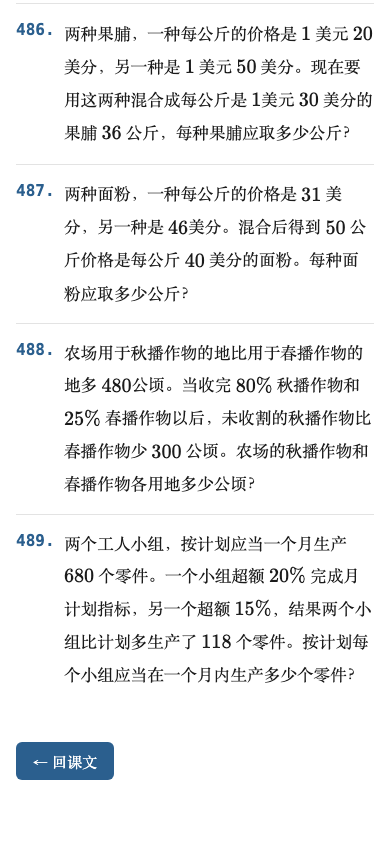 486. 两种果脯，一种每公斤的价格是 1 美元 20
美分，另一种是 1 美元 50 美分。现在要
用这两种混合成每公斤是 1美元 30 美分的
果脯 36 公斤，每种果脯应取多少公斤？
487. 两种面粉，一种每公斤的价格是 31 美
分，另一种是 46美分。混合后得到 50 公
斤价格是每公斤 40 美分的面粉。每种面
粉应取多少公斤？
488. 农场用于秋播作物的地比用于春播作物的
地多 480公顷。当收完 80% 秋播作物和
25% 春播作物以后，未收割的秋播作物比
春播作物少 300 公顷。农场的秋播作物和
春播作物各用地多少公顷？
489. 两个工人小组，按计划应当一个月生产
680 个零件。一个小组超额 20% 完成月
计划指标，另一个超额 15%，结果两个小
组比计划多生产了 118 个零件。按计划每
个小组应当在一个月内生产多少个零件？
← 回课文